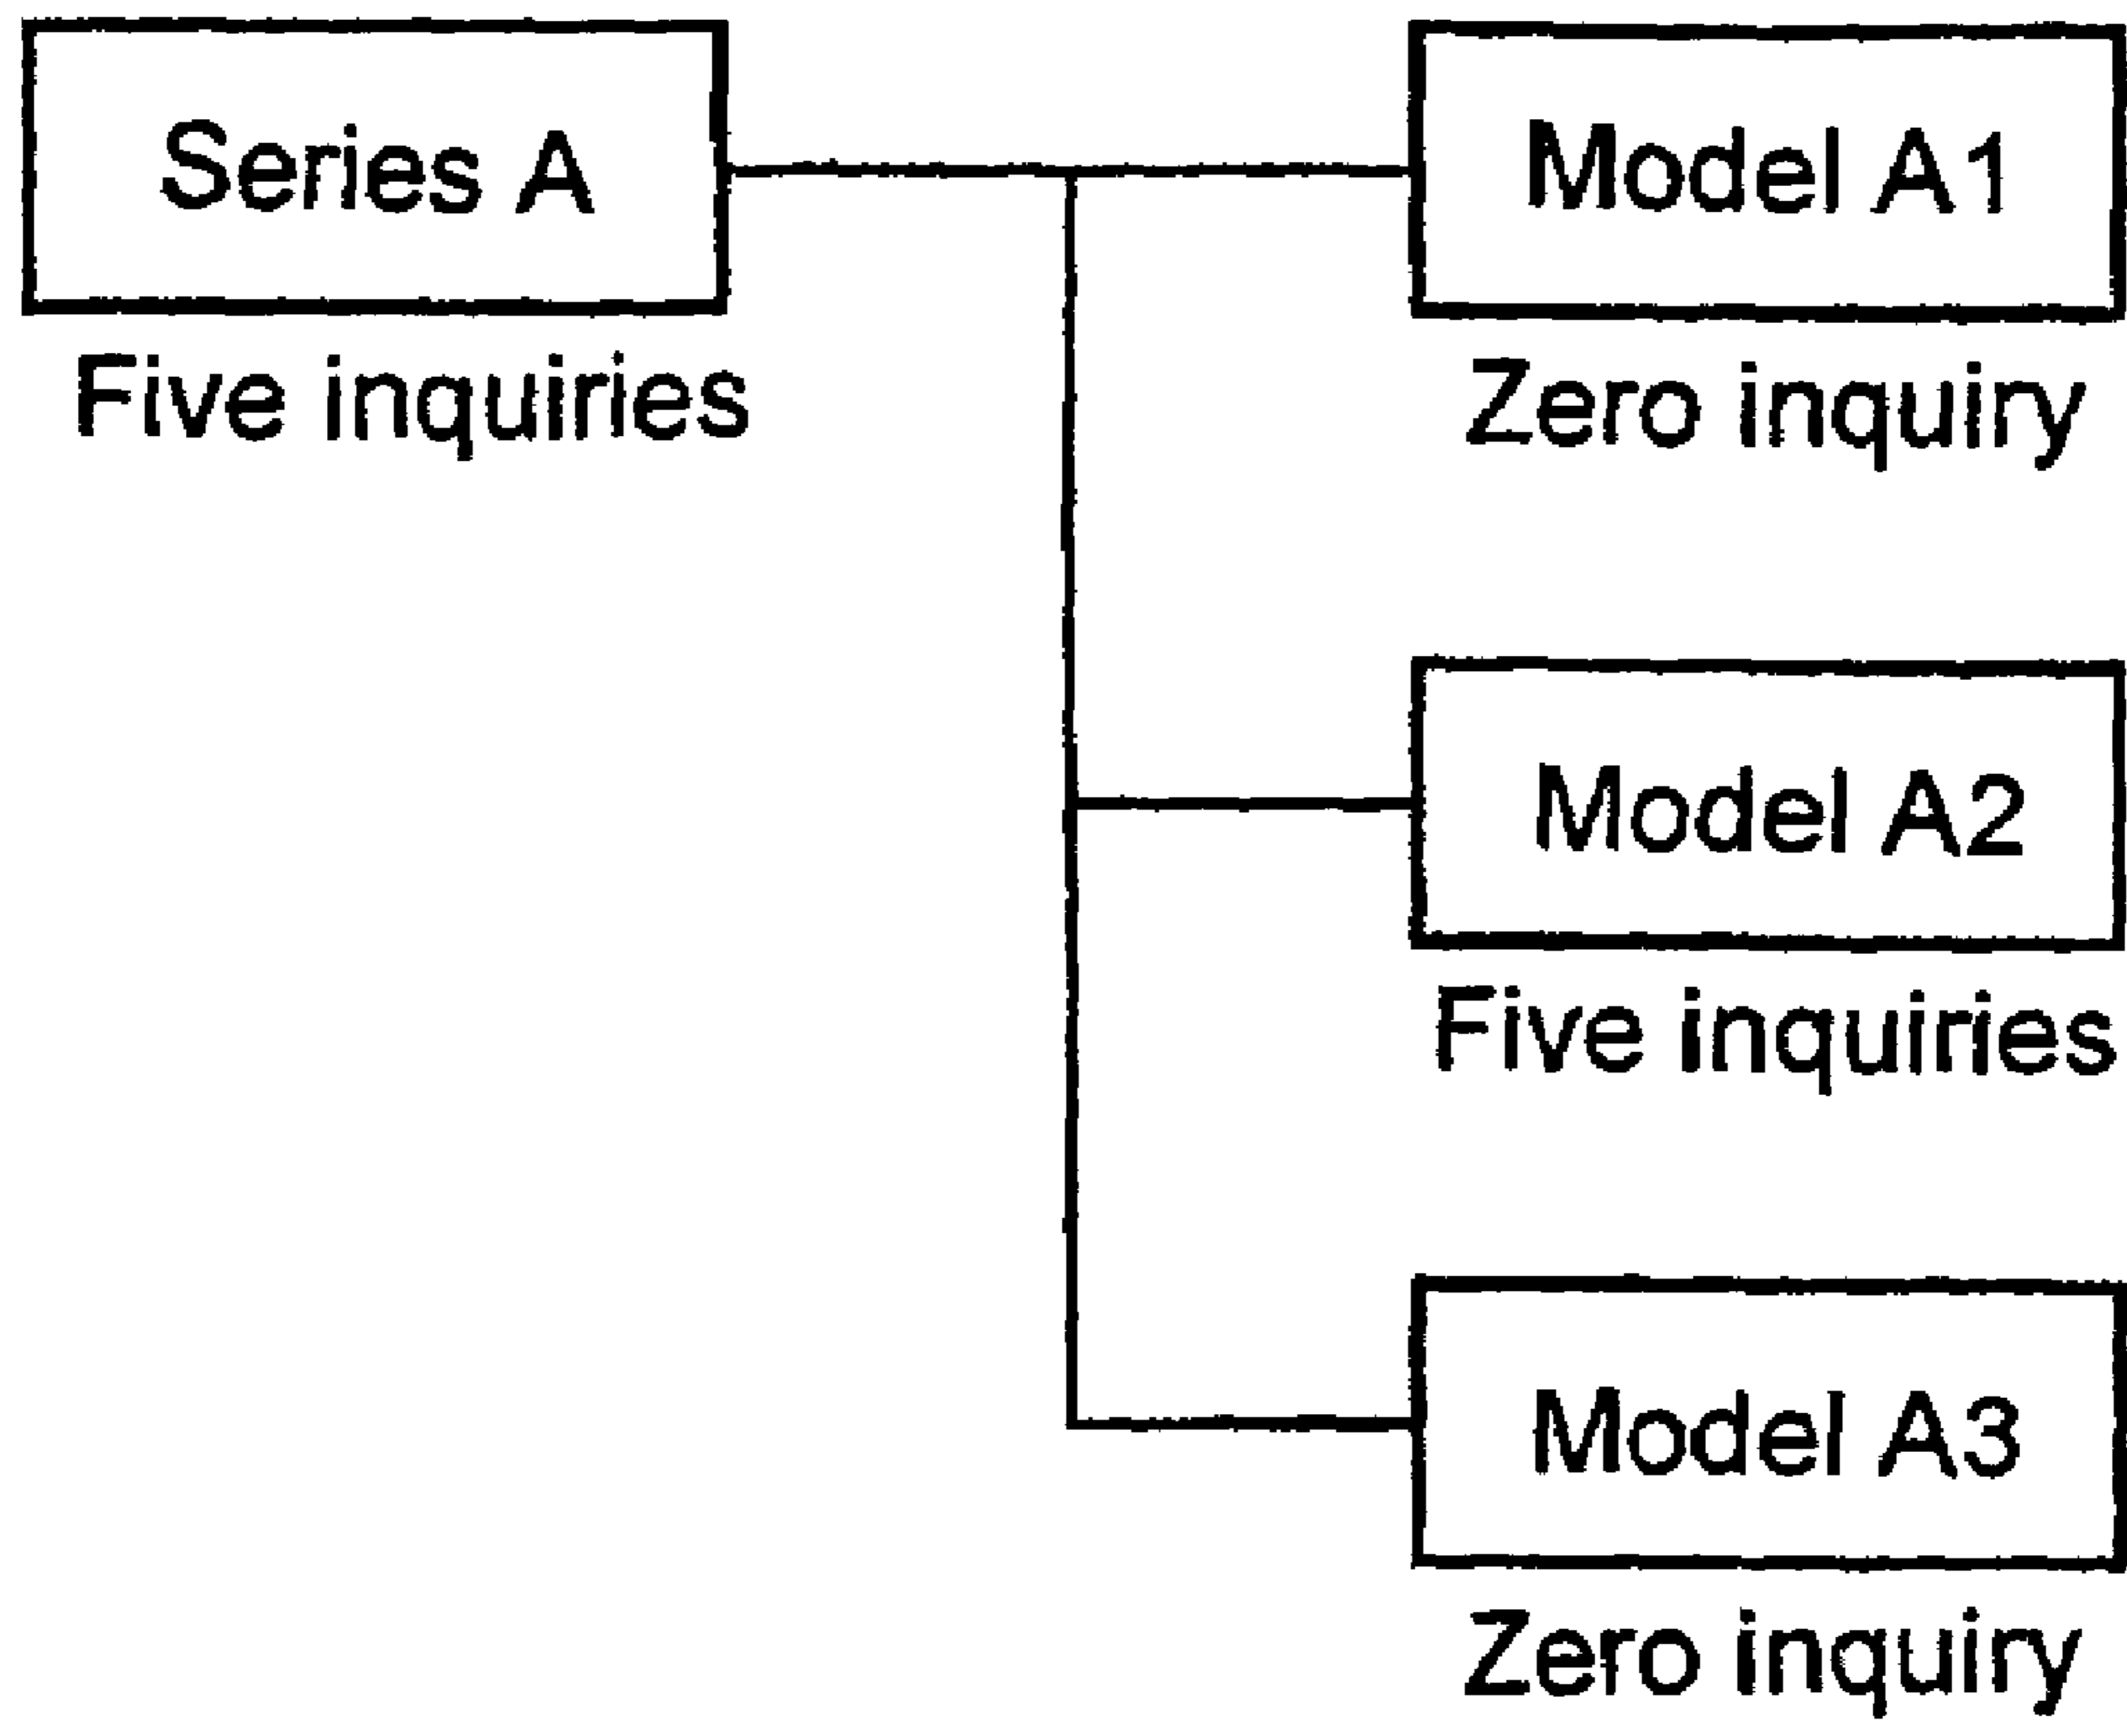 Series A
Five inquiries
Model A1
Zero inquiry
Model A2
Five inquiries
Model A3
Zero inquiry